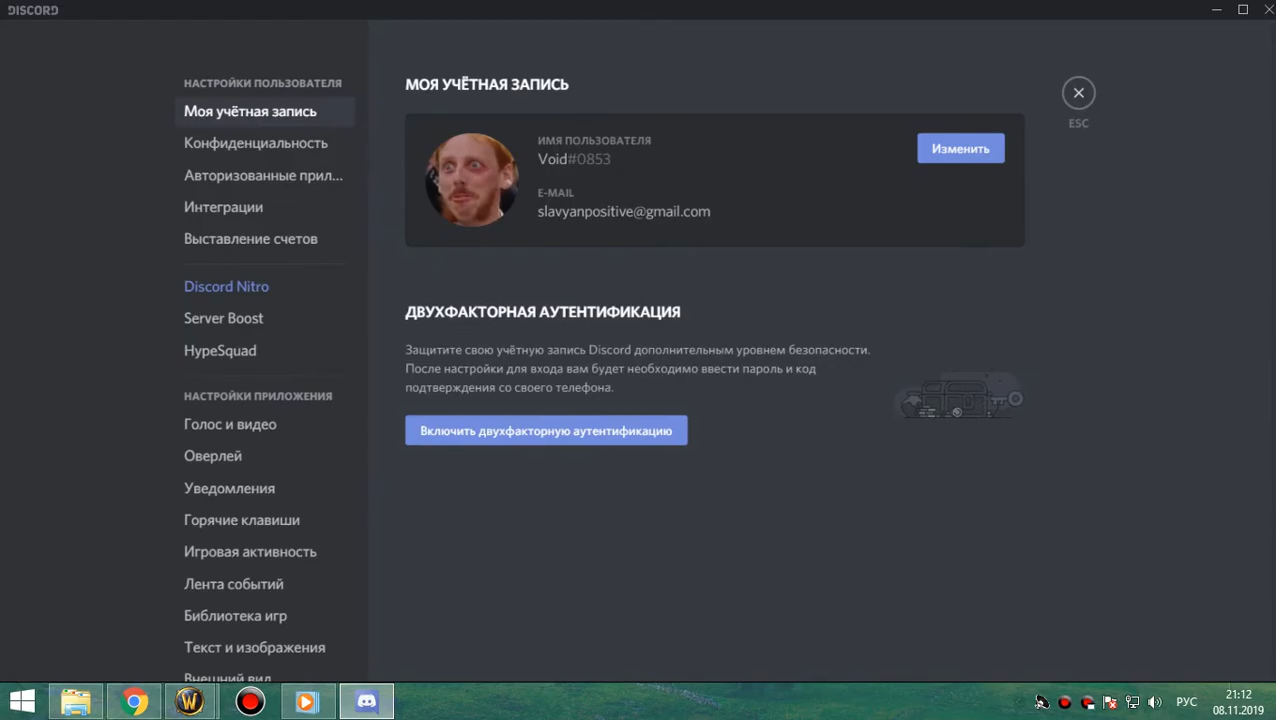 DISCORD
НАСТРОЙКИ ПОЛЬЗОВАТЕЛЯ
Моя учётная запись
Конфиденциальность
Авторизованные прил...
Интеграции
Выставление счетов
Discord Nitro
Server Boost
HypeSquad
НАСТРОЙКИ ПРИЛОЖЕНИЯ
Голос и видео
Оверлей
Уведомления
Горячие клавиши
Игровая активность
Лента событий
Библиотека игр
Текст и изображения
Внешний вид
МОЯ УЧЁТНАЯ ЗАПИСЬ
ИМЯ ПОЛЬЗОВАТЕЛЯ
Void#0853
E-MAIL
slavyanpositive@gmail.com
Изменить
ESC
ДВУХФАКТОРНАЯ АУТЕНТИФИКАЦИЯ
Защитите свою учётную запись Discord дополнительным уровнем безопасности.
После настройки для входа вам будет необходимо ввести пароль и код
подтверждения со своего телефона.
Включить двухфакторную аутентификацию
РУС
21:12
08.11.2019